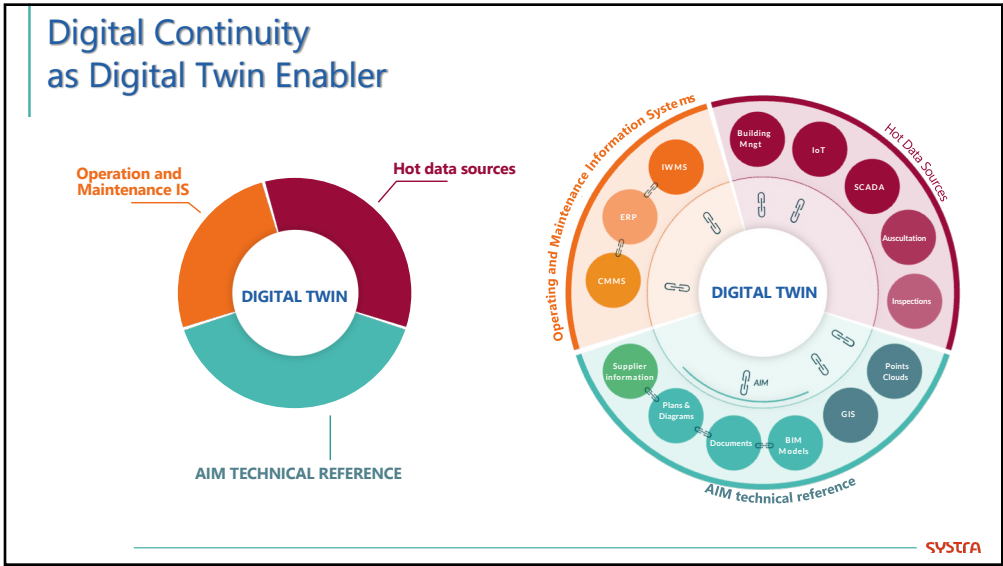 Digital Continuity
as Digital Twin Enabler
Operation and
Maintenance IS
Hot data sources
DIGITAL TWIN
AIM TECHNICAL REFERENCE
Operating and Maintenance Information Systems
Hot Data Sources
IWMS
ERP
CMMS
Building
Mngt
IoT
SCADA
Auscultation
Inspections
DIGITAL TWIN
AIM
Supplier
information
Plans &
Diagrams
Documents
BIM
Models
GIS
Points
Clouds
AIM technical reference
SYSTRA